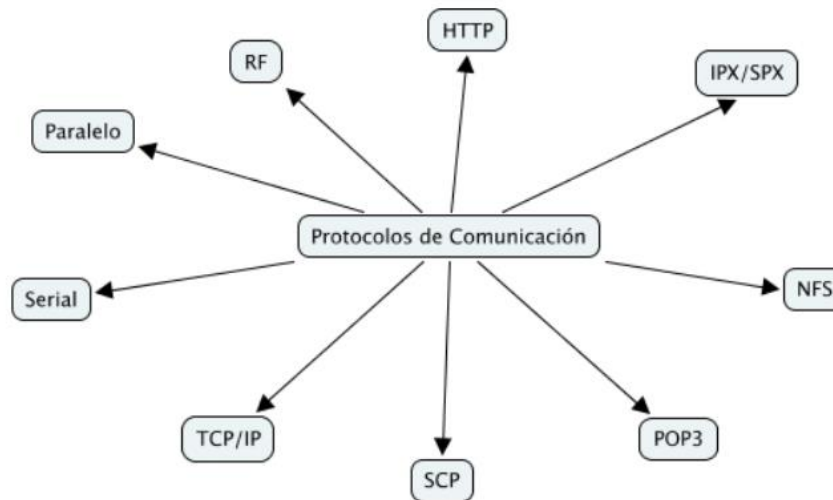 HTTP
RF
IPX/SPX
Paralelo
Protocolos de Comunicación
Serial
NFS
TCP/IP
POP3
SCP